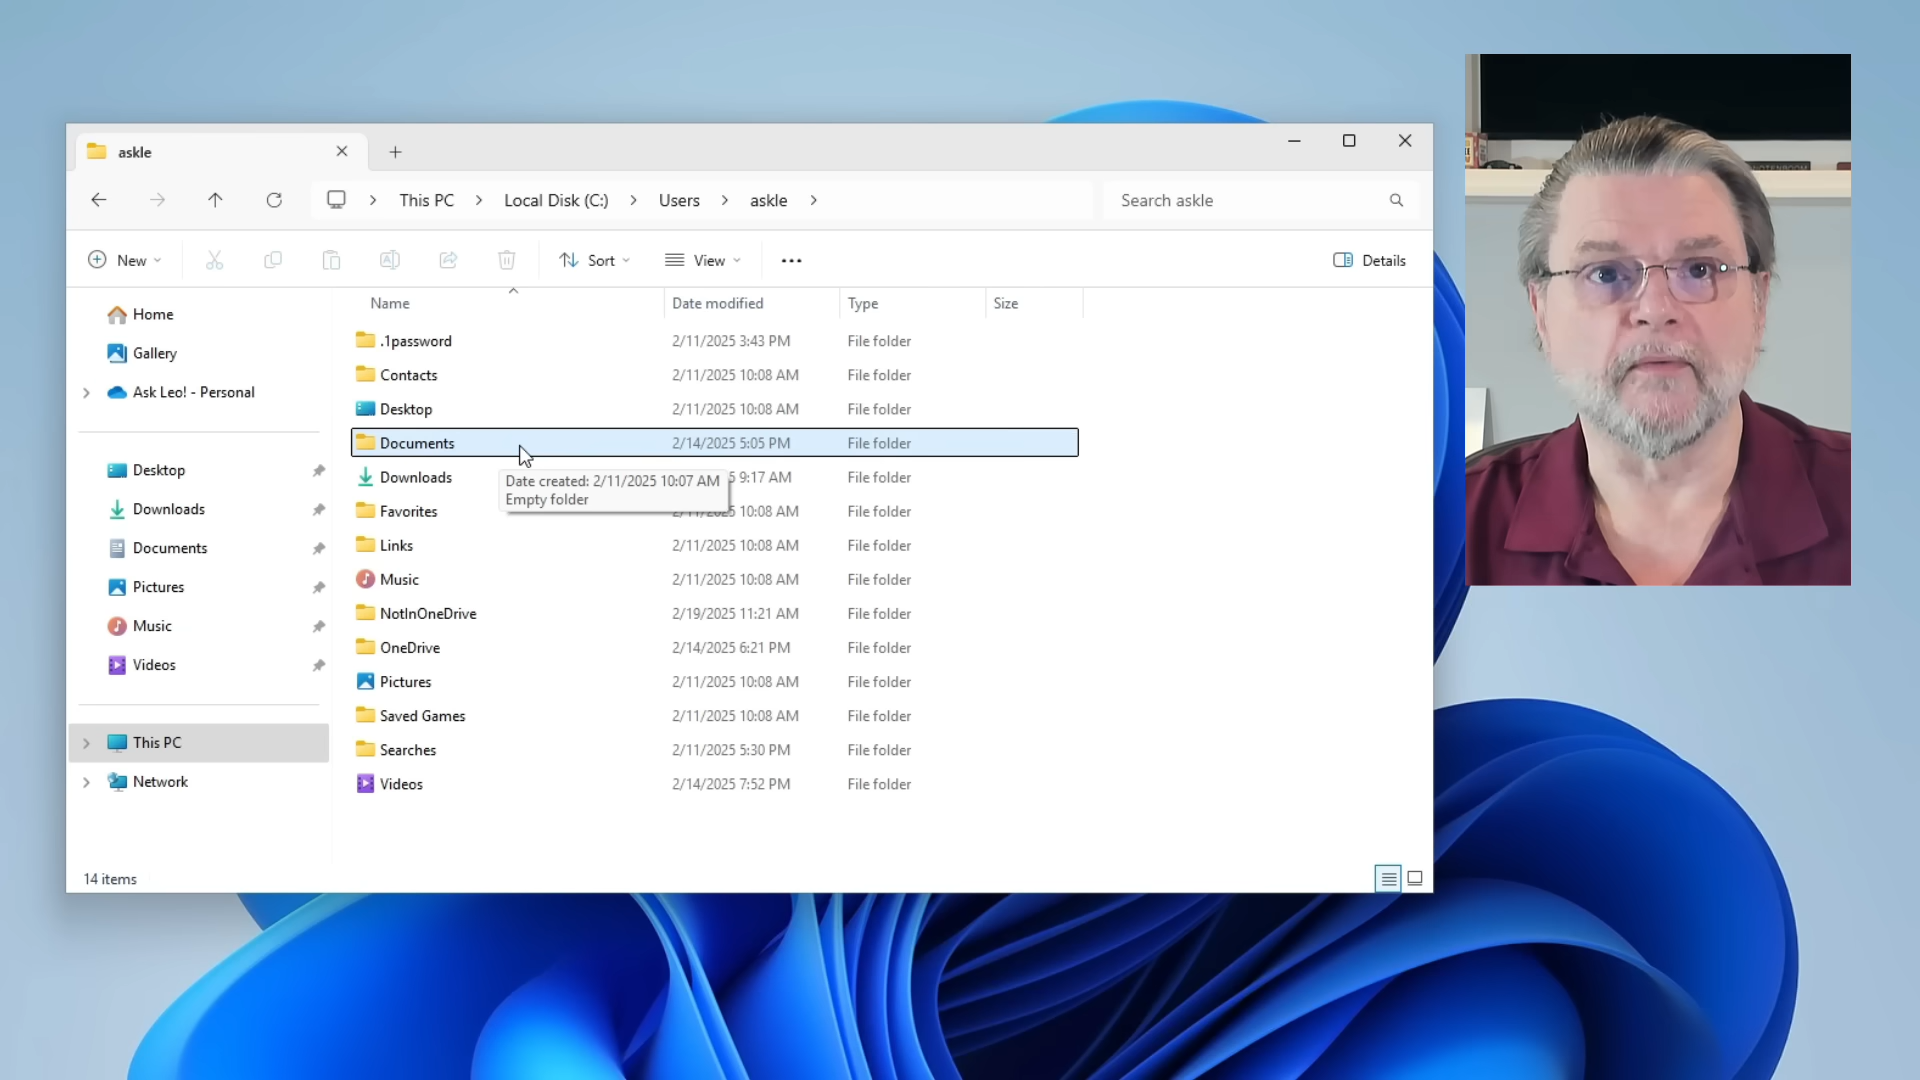 askle
This PC > Local Disk (C:) > Users > askle >
Search askle
New
Sort
View
Details
Home
Gallery
Ask Leo! - Personal
Desktop
Downloads
Documents
Pictures
Music
Videos
This PC
Network
Name Date modified Type Size
.1password 2/11/2025 3:43 PM File folder
Contacts 2/11/2025 10:08 AM File folder
Desktop 2/11/2025 10:08 AM File folder
Documents 2/14/2025 5:05 PM File folder
Downloads 5 9:17 AM File folder
Date created: 2/11/2025 10:07 AM
Empty folder
Favorites 2/11/2025 10:08 AM File folder
Links 2/11/2025 10:08 AM File folder
Music 2/11/2025 10:08 AM File folder
NotInOneDrive 2/19/2025 11:21 AM File folder
OneDrive 2/14/2025 6:21 PM File folder
Pictures 2/11/2025 10:08 AM File folder
Saved Games 2/11/2025 10:08 AM File folder
Searches 2/11/2025 5:30 PM File folder
Videos 2/14/2025 7:52 PM File folder
14 items